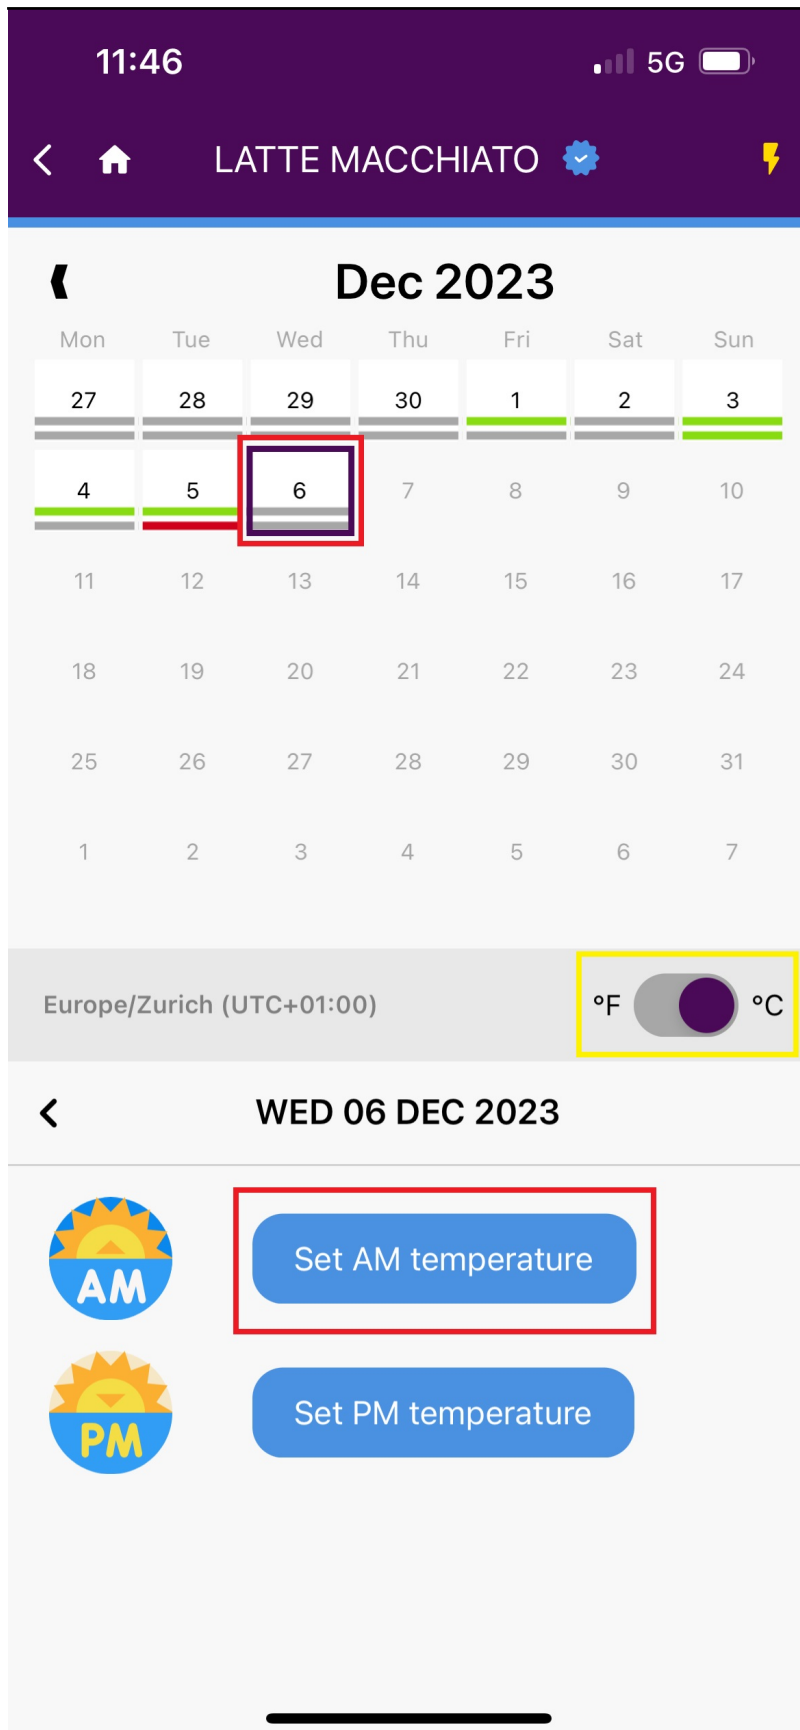 11:46 5G
LATTE MACCHIATO
Dec 2023
Mon Tue Wed Thu Fri Sat Sun
27 28 29 30 1 2 3
4 5 6 7 8 9 10
11 12 13 14 15 16 17
18 19 20 21 22 23 24
25 26 27 28 29 30 31
1 2 3 4 5 6 7
Europe/Zurich (UTC+01:00) °F °C
WED 06 DEC 2023
AM Set AM temperature
PM Set PM temperature